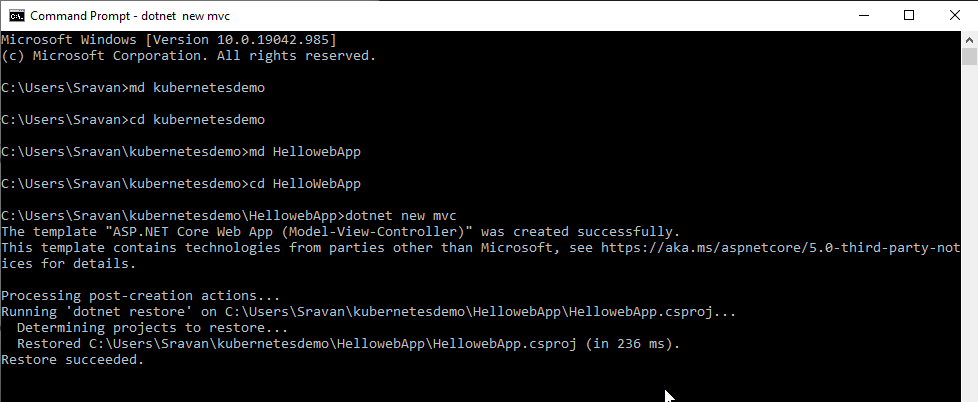 Command Prompt - dotnet new mvc
Microsoft Windows [Version 10.0.19042.985]
(c) Microsoft Corporation. All rights reserved.
C:\Users\Sravan>md kubernetesdemo
C:\Users\Sravan>cd kubernetesdemo
C:\Users\Sravan\kubernetesdemo>md HellowebApp
C:\Users\Sravan\kubernetesdemo>cd HelloWebApp
C:\Users\Sravan\kubernetesdemo\HellowebApp>dotnet new mvc
The template "ASP.NET Core Web App (Model-View-Controller)" was created successfully.
This template contains technologies from parties other than Microsoft, see https://aka.ms/aspnetcore/5.0-third-party-not
ices for details.
Processing post-creation actions...
Running 'dotnet restore' on C:\Users\Sravan\kubernetesdemo\HellowebApp\HellowebApp.csproj...
  Determining projects to restore...
  Restored C:\Users\Sravan\kubernetesdemo\HellowebApp\HellowebApp.csproj (in 236 ms).
Restore succeeded.